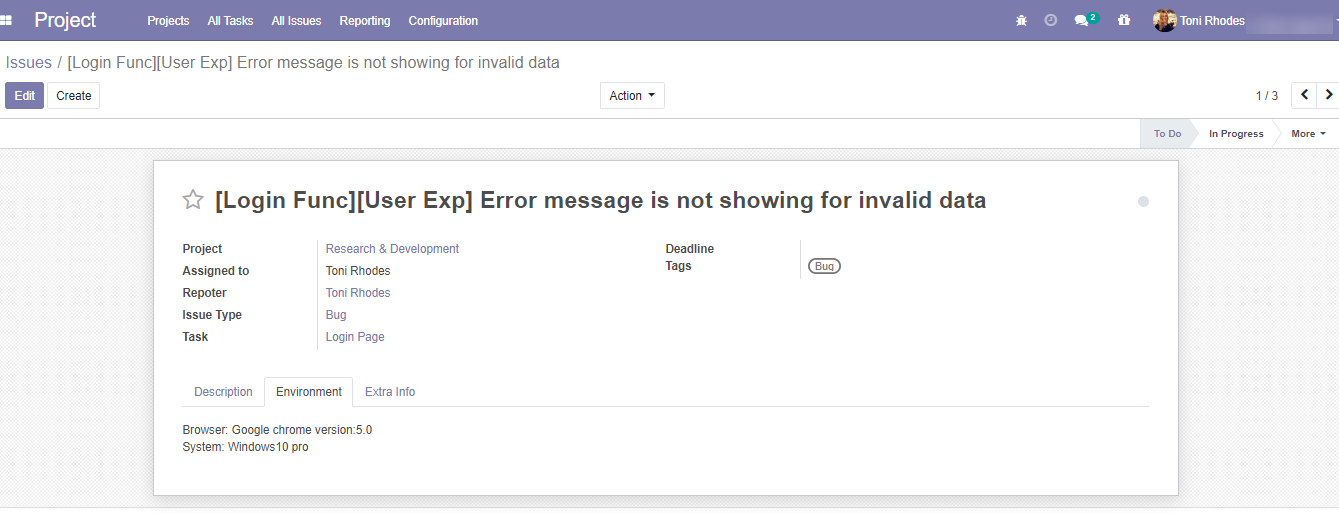 Project Projects All Tasks All Issues Reporting Configuration 2 Toni Rhodes
Issues / [Login Func][User Exp] Error message is not showing for invalid data
Edit Create Action 1 / 3
To Do In Progress More
[Login Func][User Exp] Error message is not showing for invalid data
Project Research & Development Deadline
Assigned to Toni Rhodes Tags Bug
Repoter Toni Rhodes
Issue Type Bug
Task Login Page
Description Environment Extra Info
Browser: Google chrome version:5.0
System: Windows10 pro